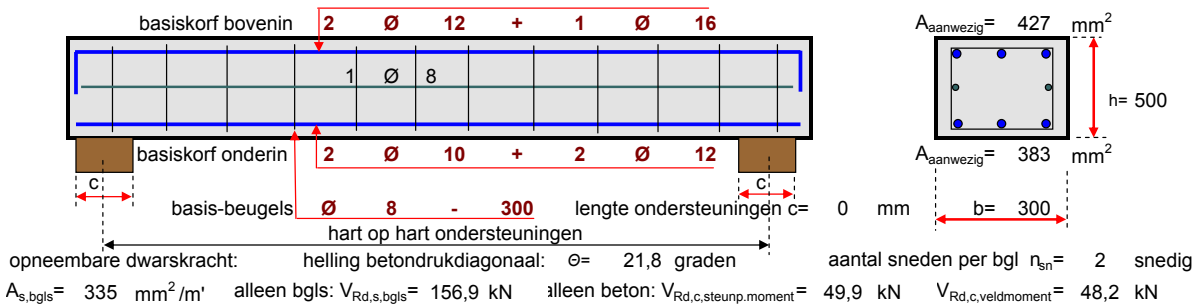 basiskorf bovenin 2 Ø 12 + 1 Ø 16 A_aanwezig= 427 mm²
1 Ø 8
h= 500
basiskorf onderin 2 Ø 10 + 2 Ø 12 A_aanwezig= 383 mm²
c c
basis-beugels Ø 8 - 300 lengte ondersteuningen c= 0 mm b= 300
hart op hart ondersteuningen
opneembare dwarskracht: helling betondrukdiagonaal: Θ= 21,8 graden aantal sneden per bgl n_sn= 2 snedig
A_s,bgls= 335 mm²/m' alleen bgls: V_Rd,s,bgls= 156,9 kN alleen beton: V_Rd,c,steunp.moment= 49,9 kN V_Rd,c,veldmoment= 48,2 kN